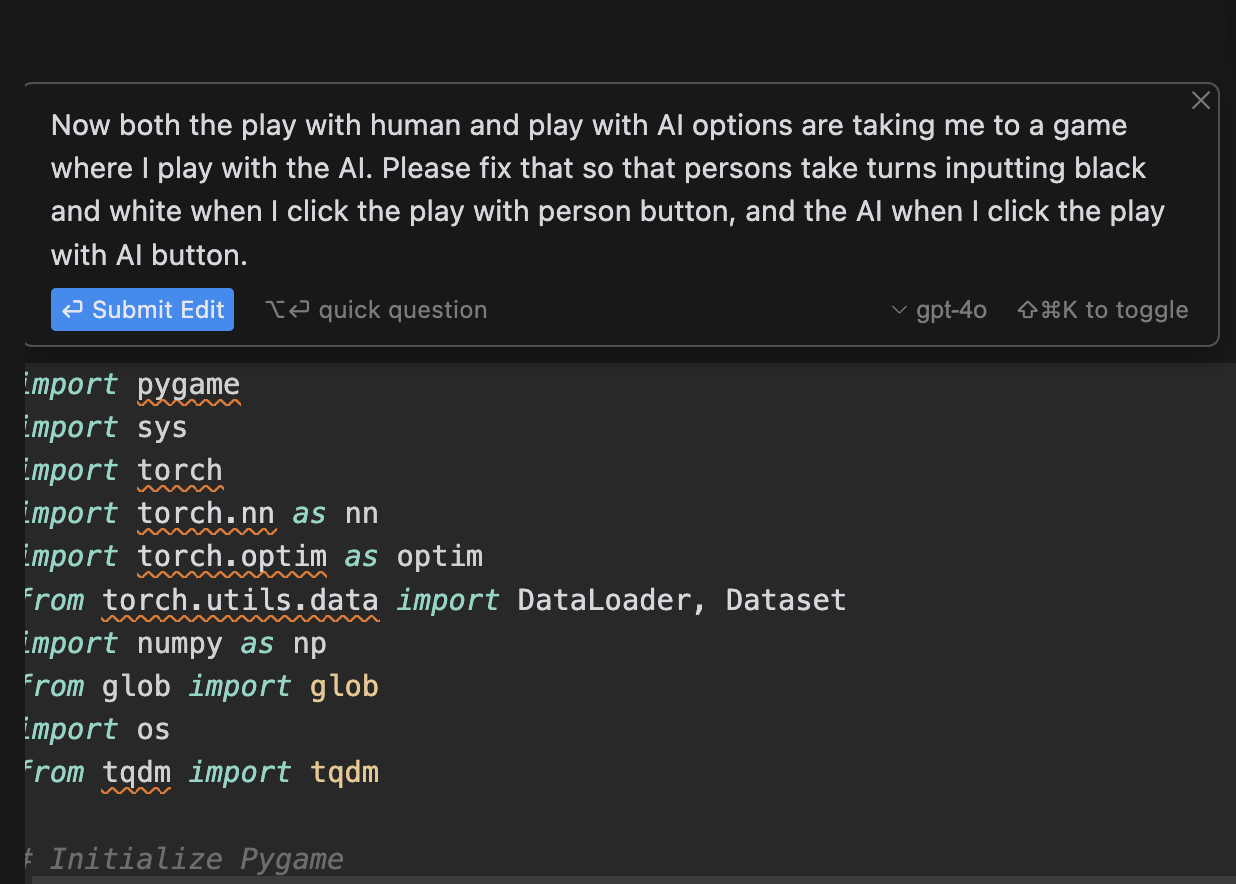 Now both the play with human and play with AI options are taking me to a game
where I play with the AI. Please fix that so that persons take turns inputting black
and white when I click the play with person button, and the AI when I click the play
with AI button.
⏎ Submit Edit ⌥⏎ quick question gpt-4o ⇧⌘K to toggle
import pygame
import sys
import torch
import torch.nn as nn
import torch.optim as optim
from torch.utils.data import DataLoader, Dataset
import numpy as np
from glob import glob
import os
from tqdm import tqdm
# Initialize Pygame